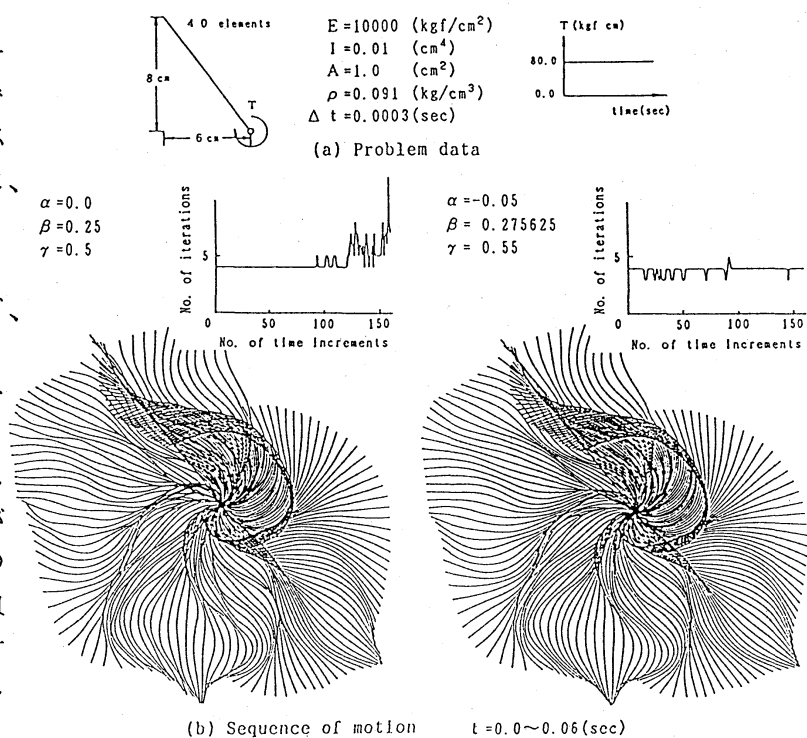 40 elements
8 cm
6 cm
T
E =10000 (kgf/cm²)
I =0.01 (cm⁴)
A=1.0 (cm²)
ρ=0.091 (kg/cm³)
Δ t=0.0003(sec)
T (kgf cm)
80.0
0.0
time(sec)
(a) Problem data
α=0.0
β=0.25
γ=0.5
No. of iterations
5
0 50 100 150
No. of time increments
α=-0.05
β= 0.275625
γ= 0.55
No. of iterations
5
0 50 100 150
No. of time increments
(b) Sequence of motion t=0.0~0.06(sec)